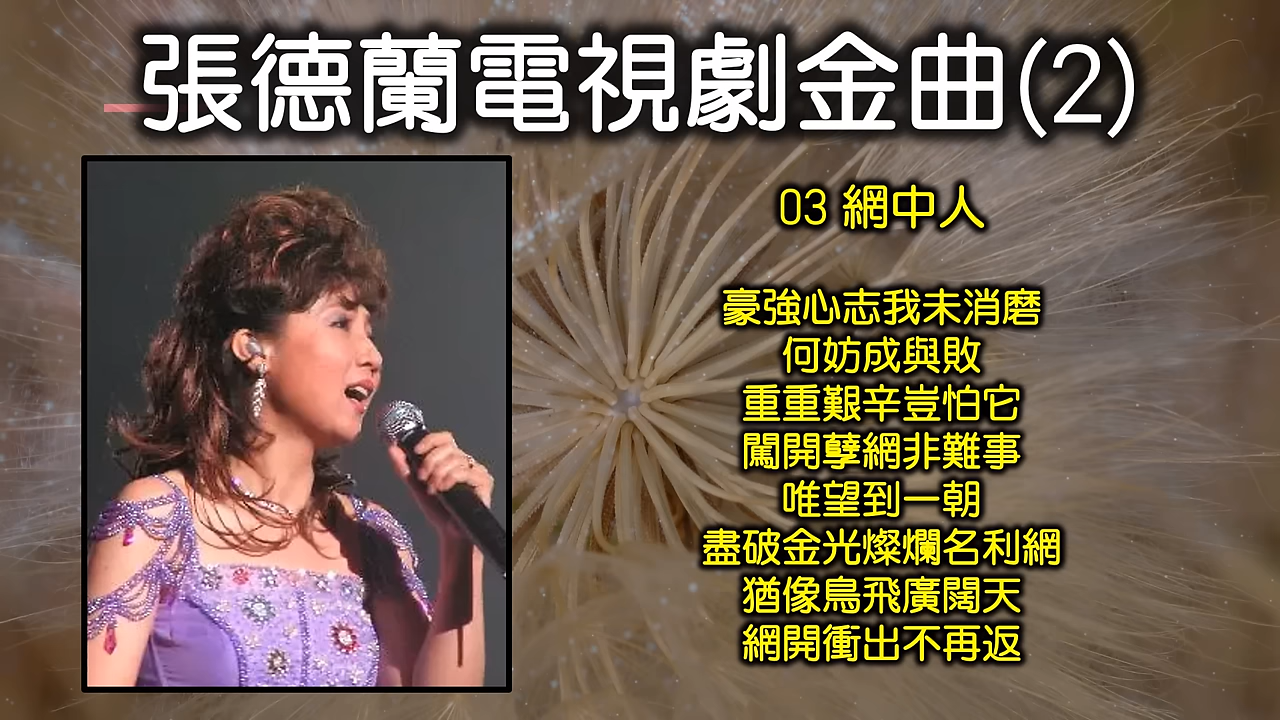 張德蘭電視劇金曲(2)
03 網中人
豪強心志我未消磨
何妨成與敗
重重艱辛豈怕它
闖開孽網非難事
唯望到一朝
盡破金光燦爛名利網
猶像鳥飛廣闊天
網開衝出不再返